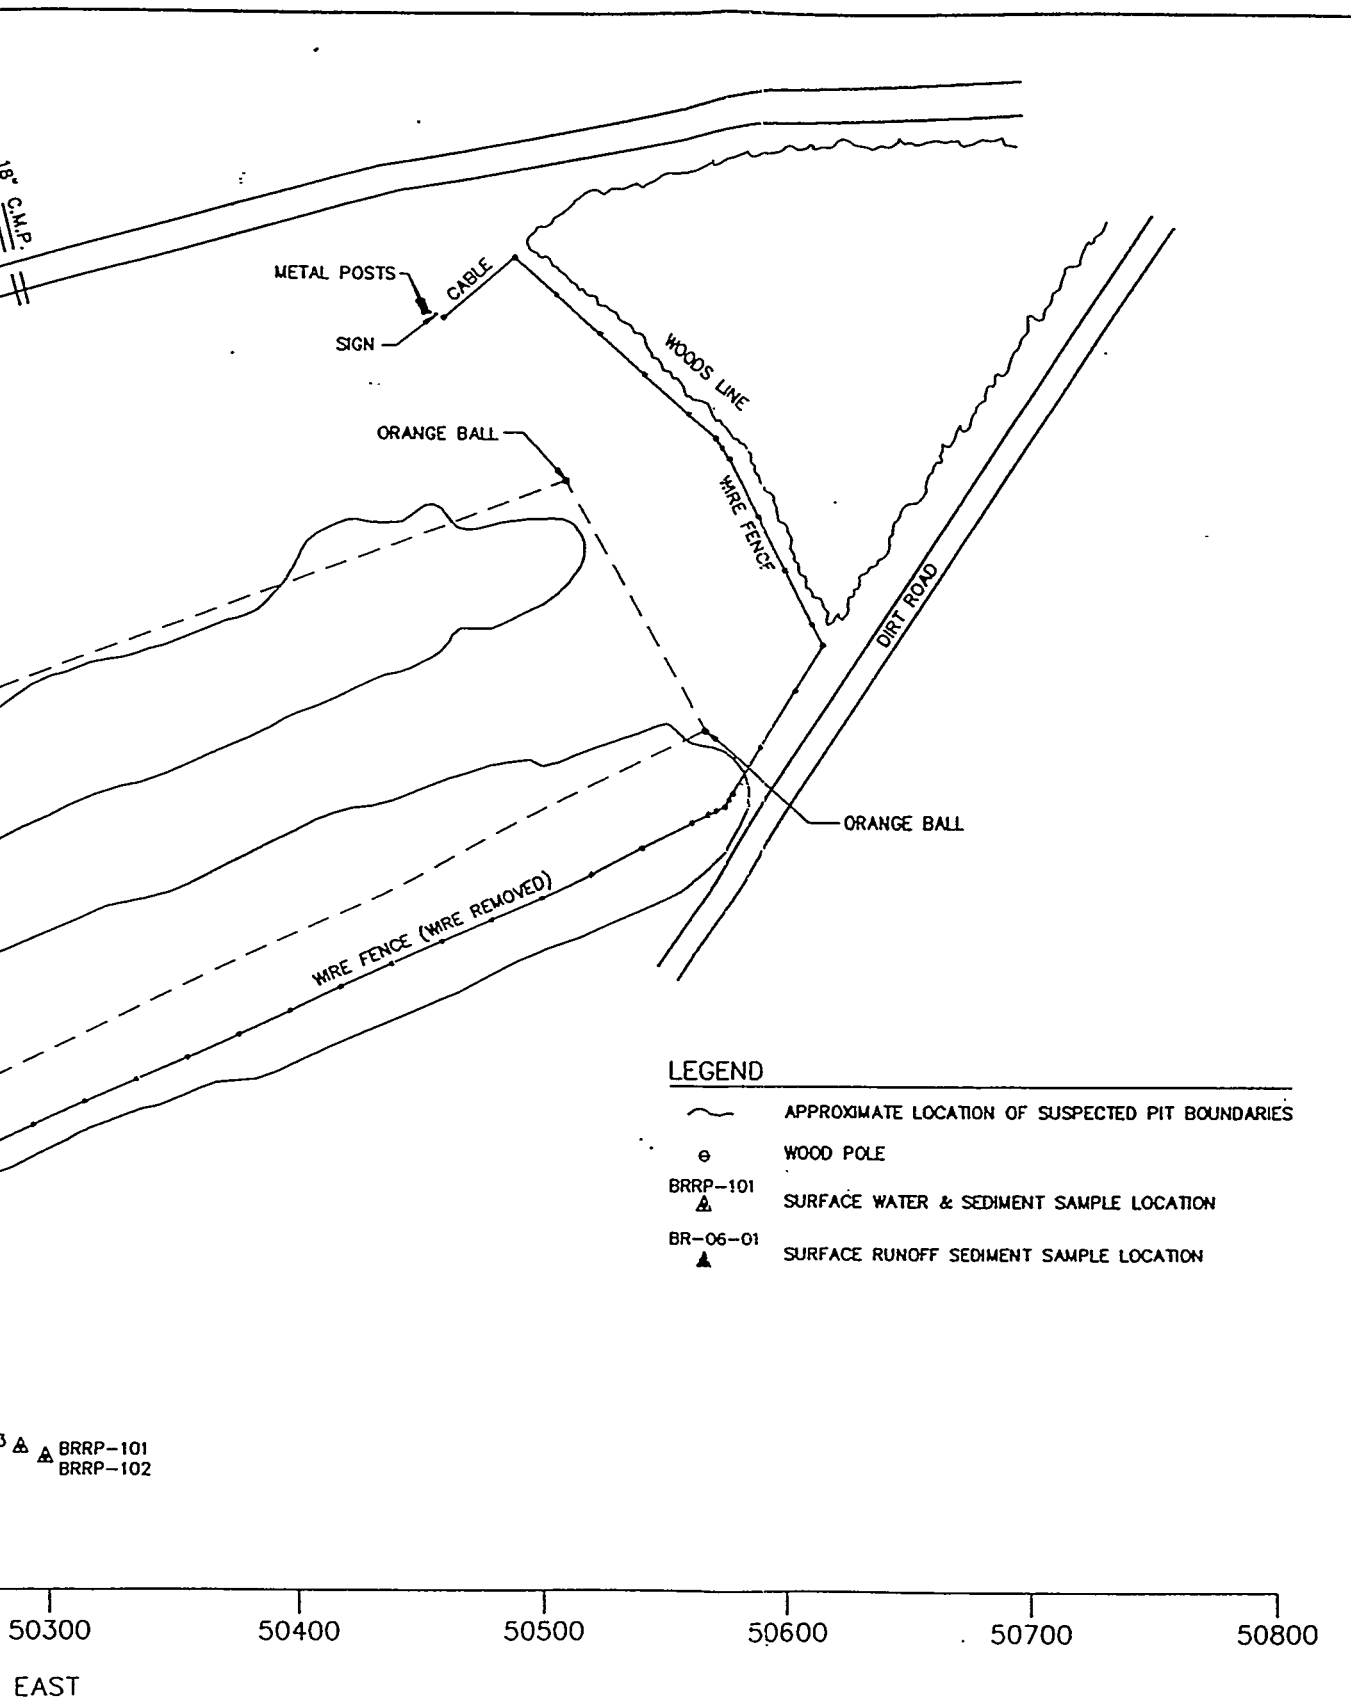 18" C.M.P.
METAL POSTS
CABLE
SIGN
WOODS LINE
ORANGE BALL
WIRE FENCE
DIRT ROAD
ORANGE BALL
WIRE FENCE (WIRE REMOVED)
LEGEND
APPROXIMATE LOCATION OF SUSPECTED PIT BOUNDARIES
WOOD POLE
BRRP-101
SURFACE WATER & SEDIMENT SAMPLE LOCATION
BR-06-01
SURFACE RUNOFF SEDIMENT SAMPLE LOCATION
3
BRRP-101
BRRP-102
50300 50400 50500 50600 50700 50800
EAST